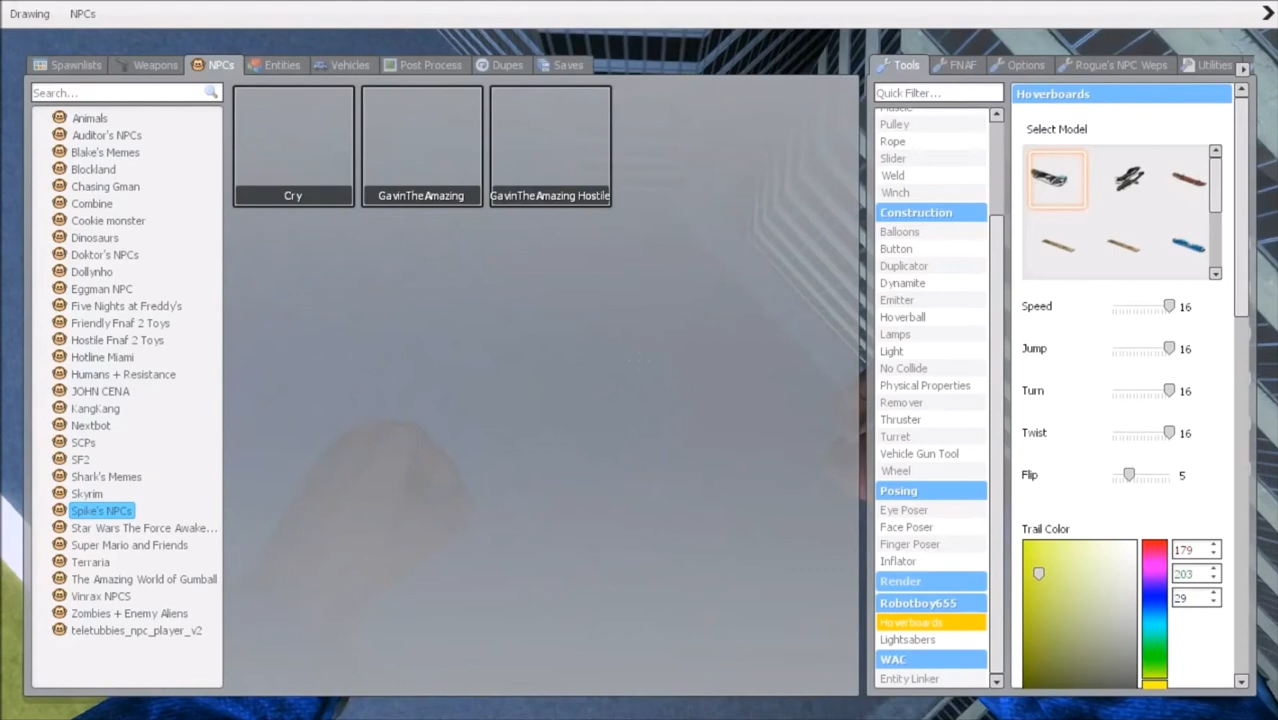 Drawing NPCs
Spawnlists Weapons NPCs Entities Vehicles Post Process Dupes Saves
Search...
Animals
Auditor's NPCs
Blake's Memes
Blockland
Chasing Gman
Combine
Cookie monster
Dinosaurs
Doktor's NPCs
Dollynho
Eggman NPC
Five Nights at Freddy's
Friendly Fnaf 2 Toys
Hostile Fnaf 2 Toys
Hotline Miami
Humans + Resistance
JOHN CENA
KangKang
Nextbot
SCPs
SF2
Shark's Memes
Skyrim
Spike's NPCs
Star Wars The Force Awake...
Super Mario and Friends
Terraria
The Amazing World of Gumball
Vinrax NPCS
Zombies + Enemy Aliens
teletubbies_npc_player_v2
Cry
GavinTheAmazing
GavinTheAmazing Hostile
Tools FNAF Options Rogue's NPC Weps Utilities
Quick Filter...
Muscle
Pulley
Rope
Slider
Weld
Winch
Construction
Balloons
Button
Duplicator
Dynamite
Emitter
Hoverball
Lamps
Light
No Collide
Physical Properties
Remover
Thruster
Turret
Vehicle Gun Tool
Wheel
Posing
Eye Poser
Face Poser
Finger Poser
Inflator
Render
Robotboy655
Hoverboards
Lightsabers
WAC
Entity Linker
Hoverboards
Select Model
Speed 16
Jump 16
Turn 16
Twist 16
Flip 5
Trail Color
179
203
29